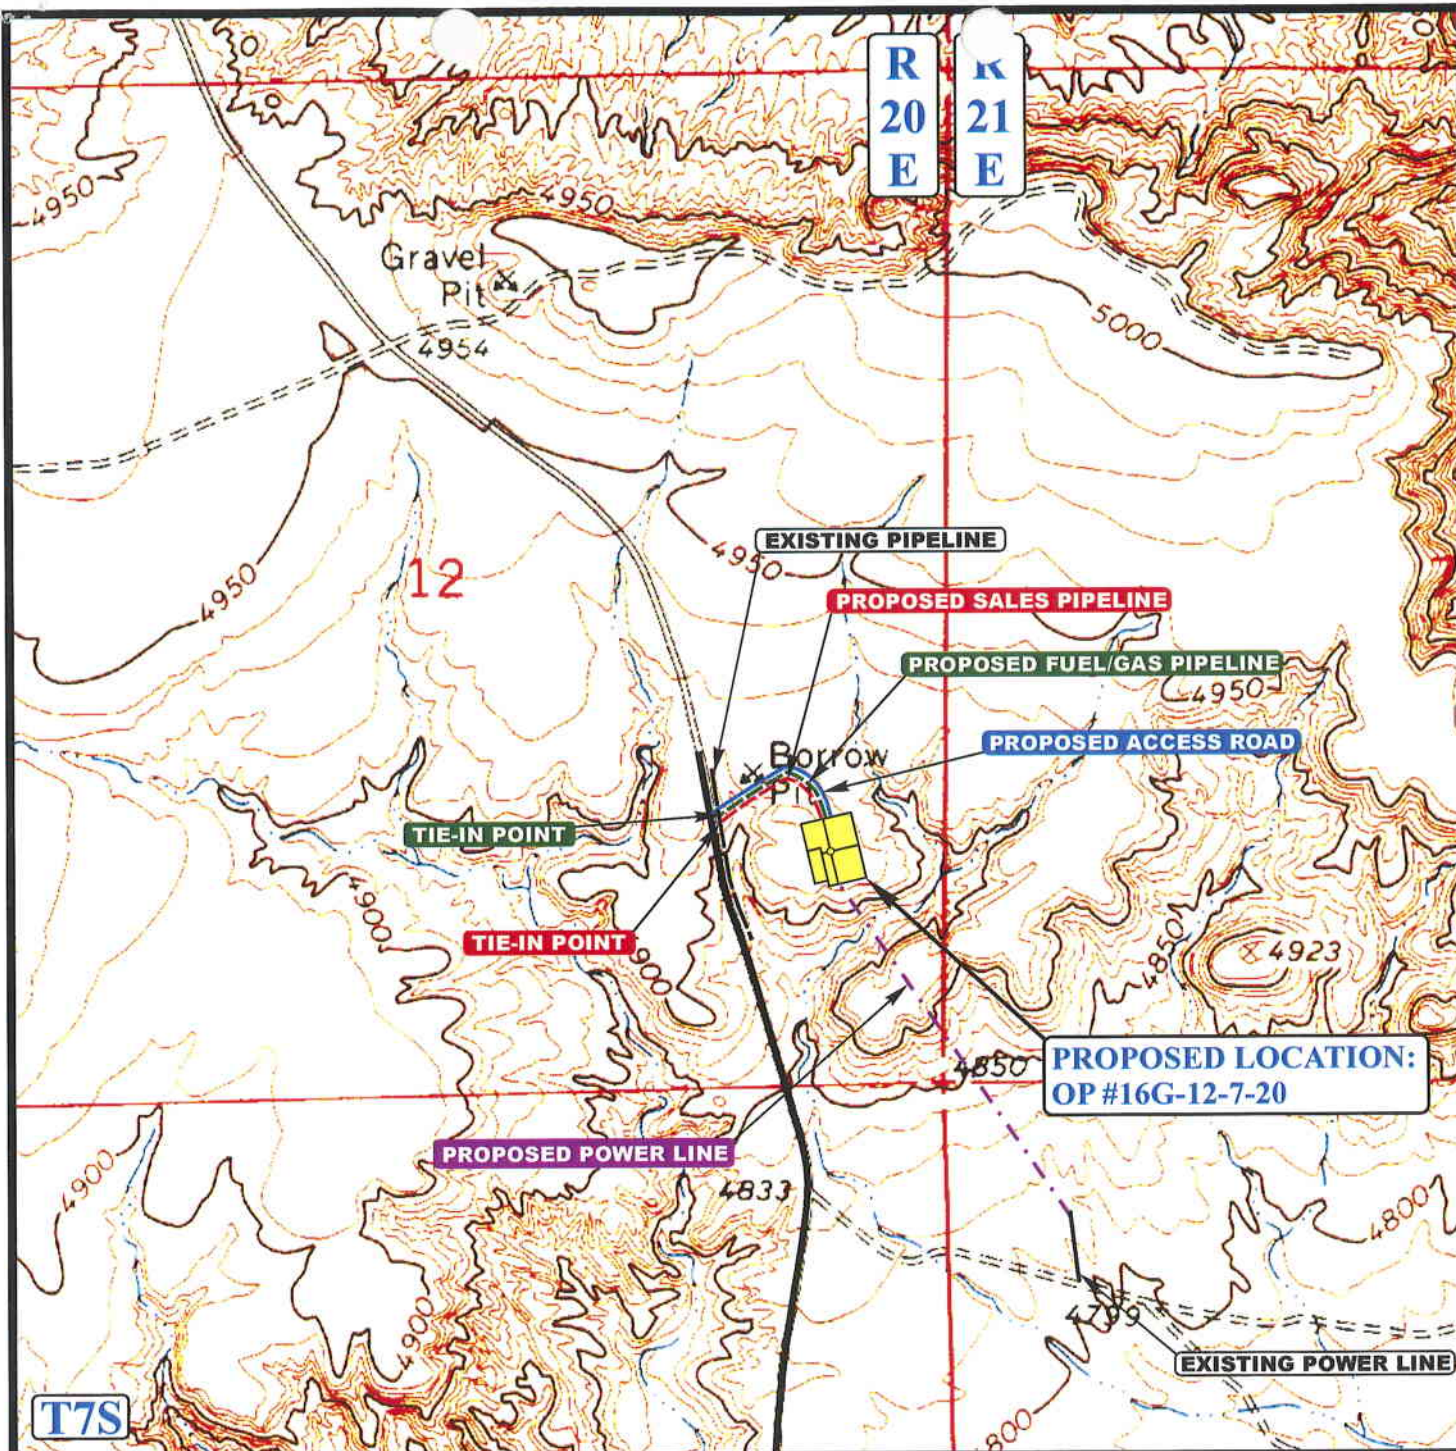 R
20
E
R
21
E
4950
4950
Gravel
Pit
4954
5000
EXISTING PIPELINE
4950
12
4950
PROPOSED SALES PIPELINE
PROPOSED FUEL/GAS PIPELINE
4950
PROPOSED ACCESS ROAD
Borrow
TIE-IN POINT
4900
TIE-IN POINT
4900
4850
4923
PROPOSED LOCATION:
OP #16G-12-7-20
4850
PROPOSED POWER LINE
4900
4833
4800
4799
4900
EXISTING POWER LINE
T7S
4800